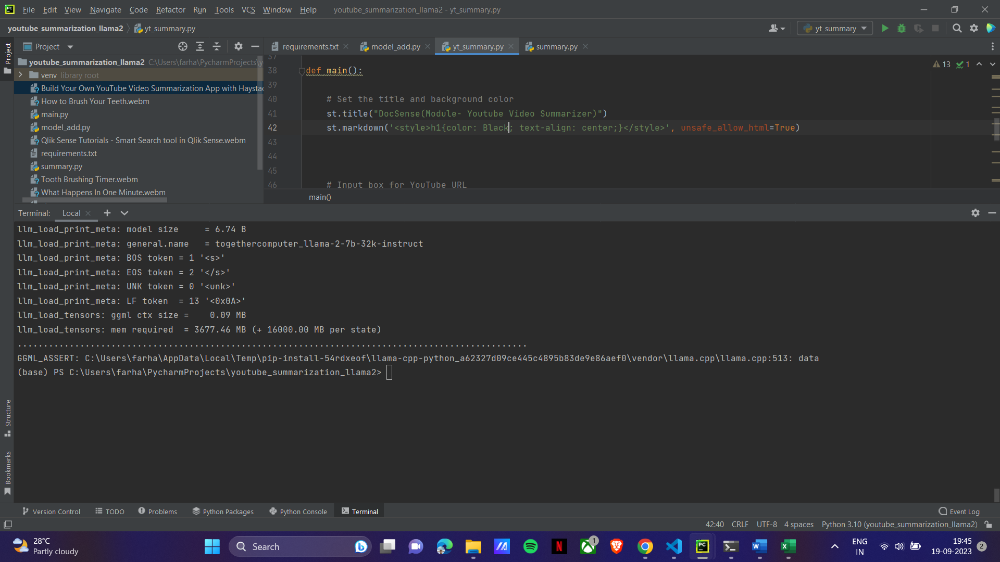 File Edit View Navigate Code Refactor Run Tools VCS Window Help youtube_summarization_llama2 - yt_summary.py
youtube_summarization_llama2 yt_summary.py yt_summary
Project
Project
requirements.txt
model_add.py
yt_summary.py
summary.py
youtube_summarization_llama2 C:\Users\farha\PycharmProjects\y
venv library root
Build Your Own YouTube Video Summarization App with Haystac
How to Brush Your Teeth.webm
main.py
model_add.py
Qlik Sense Tutorials - Smart Search tool in Qlik Sense.webm
requirements.txt
summary.py
Tooth Brushing Timer.webm
What Happens In One Minute.webm
13 1
37
38 def main():
39
40 # Set the title and background color
41 st.title("DocSense(Module- Youtube Video Summarizer)")
42 st.markdown('<style>h1{color: Black; text-align: center;}</style>', unsafe_allow_html=True)
43
44
45
46 # Input box for YouTube URL
main()
Terminal: Local
llm_load_print_meta: model size = 6.74 B
llm_load_print_meta: general.name = togethercomputer_llama-2-7b-32k-instruct
llm_load_print_meta: BOS token = 1 '<s>'
llm_load_print_meta: EOS token = 2 '</s>'
llm_load_print_meta: UNK token = 0 '<unk>'
llm_load_print_meta: LF token = 13 '<0x0A>'
llm_load_tensors: ggml ctx size = 0.09 MB
llm_load_tensors: mem required = 3677.46 MB (+ 16000.00 MB per state)
..................................................................................................
GGML_ASSERT: C:\Users\farha\AppData\Local\Temp\pip-install-54rdxeof\llama-cpp-python_a62327d09ce445c4895b83de9e86aef0\vendor\llama.cpp\llama.cpp:513: data
(base) PS C:\Users\farha\PycharmProjects\youtube_summarization_llama2>
Structure
Bookmarks
Version Control TODO Problems Python Packages Python Console Terminal Event Log
42:40 CRLF UTF-8 4 spaces Python 3.10 (youtube_summarization_llama2)
28°C
Partly cloudy
Search
1
ENG
IN
19:45
19-09-2023
2